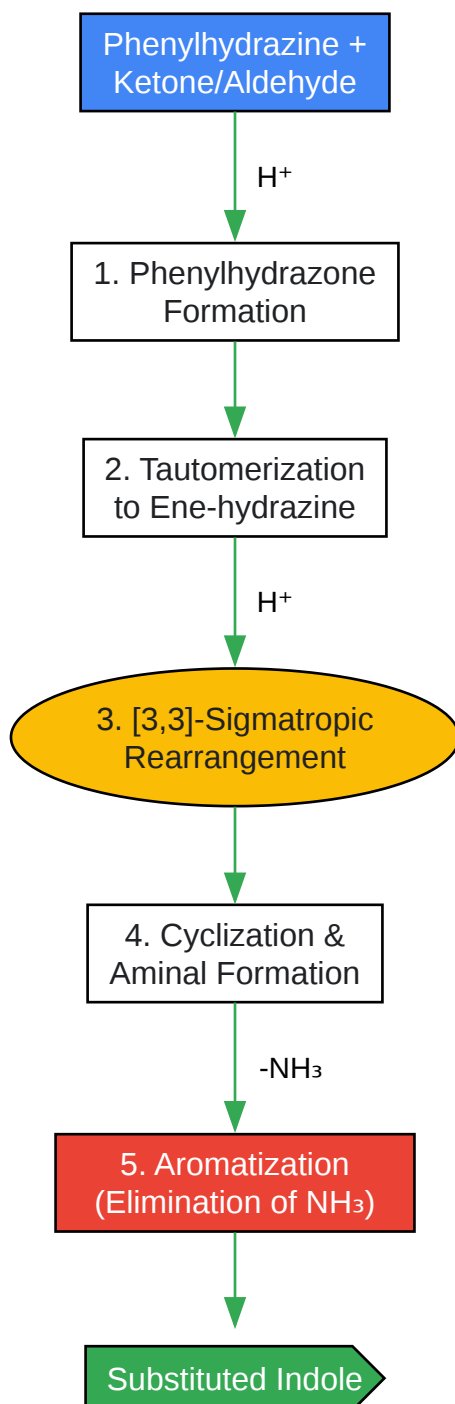 Phenylhydrazine +
Ketone/Aldehyde
H⁺
1. Phenylhydrazone
Formation
2. Tautomerization
to Ene-hydrazine
H⁺
3. [3,3]-Sigmatropic
Rearrangement
4. Cyclization &
Aminal Formation
-NH₃
5. Aromatization
(Elimination of NH₃)
Substituted Indole